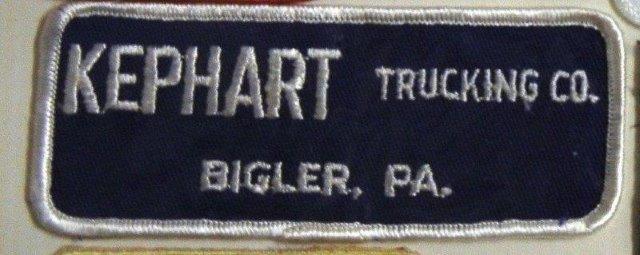 KEPHART TRUCKING CO.
BIGLER, PA.